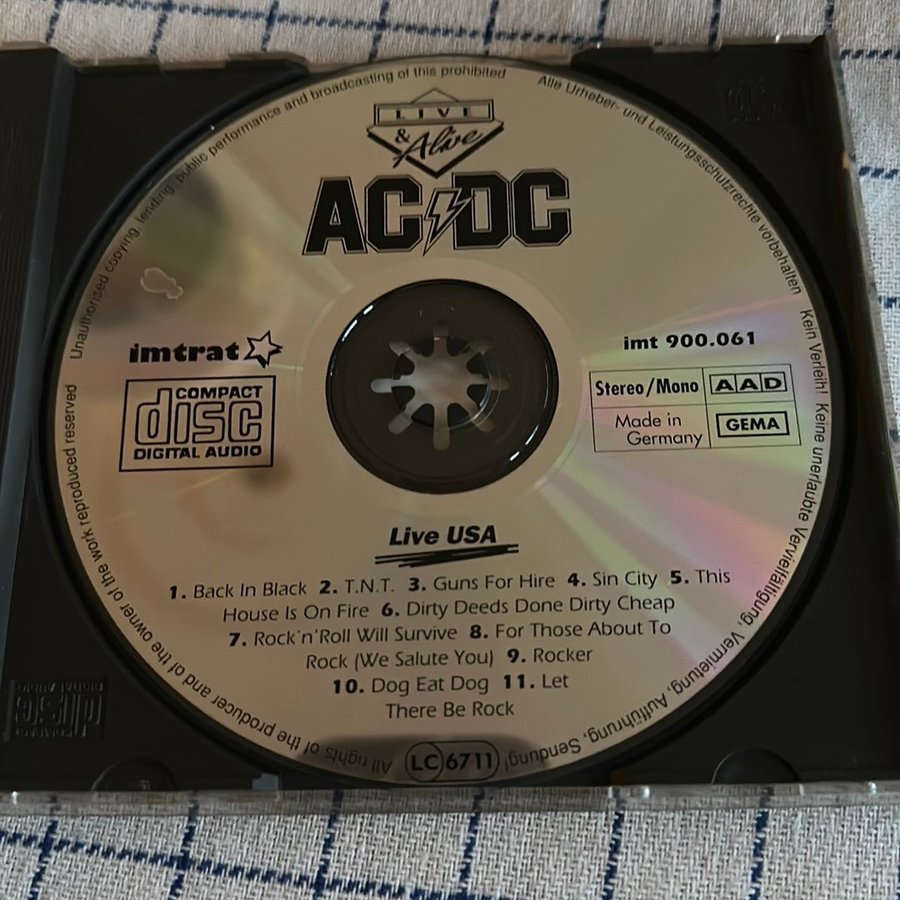 LIVE
& Alive
AC DC
imtrat
COMPACT
disc
DIGITAL AUDIO
imt 900.061
Stereo/Mono AAD
Made in Germany GEMA
Live USA
1. Back In Black 2. T.N.T. 3. Guns For Hire 4. Sin City 5. This
House Is On Fire 6. Dirty Deeds Done Dirty Cheap
7. Rock'n'Roll Will Survive 8. For Those About To
Rock (We Salute You) 9. Rocker
10. Dog Eat Dog 11. Let
There Be Rock
LC 6711
All rights of the producer and of the owner of the work reproduced reserved
Unauthorised copying, lending, public performance and broadcasting of this prohibited
Alle Urheber- und Leistungsschutzrechte vorbehalten
Kein Verleih! Keine unerlaubte Vervielfältigung, Vermietung, Aufführung, Sendung!
COMPACT
disc
DIGITAL AUDIO